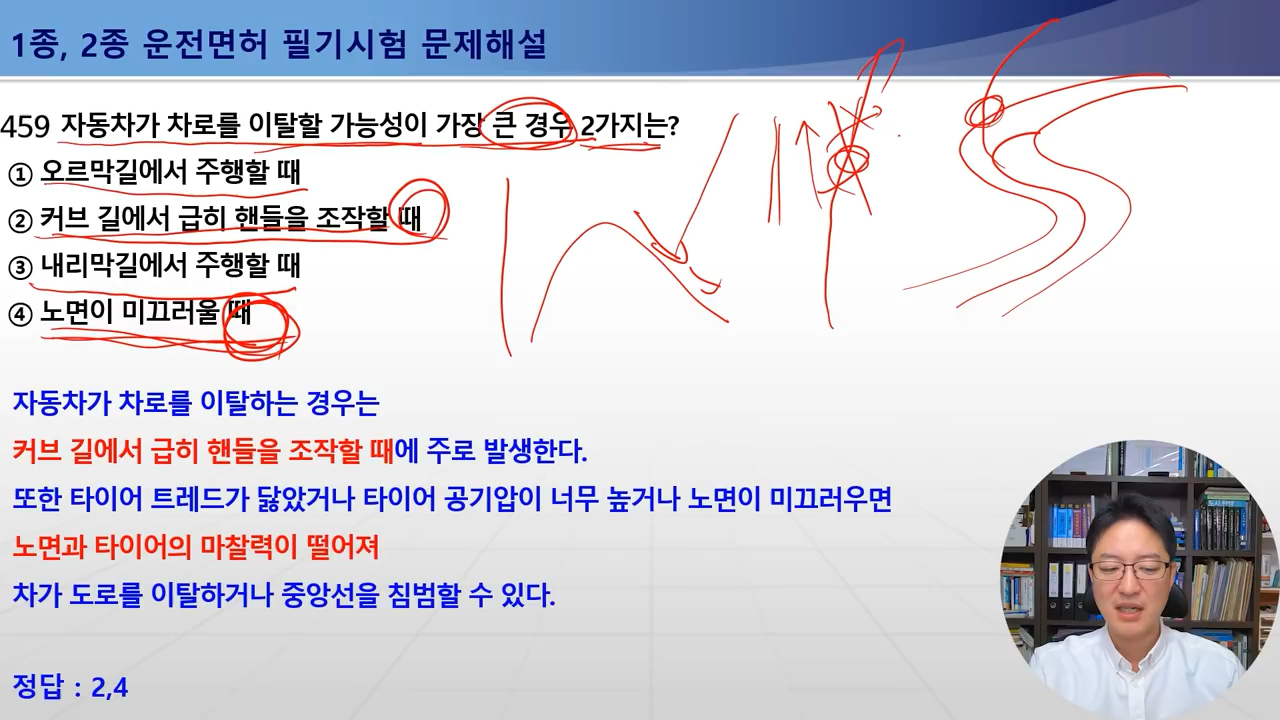 1종, 2종 운전면허 필기시험 문제해설
459 자동차가 차로를 이탈할 가능성이 가장 큰 경우 2가지는?
① 오르막길에서 주행할 때
② 커브 길에서 급히 핸들을 조작할 때
③ 내리막길에서 주행할 때
④ 노면이 미끄러울 때
자동차가 차로를 이탈하는 경우는
커브 길에서 급히 핸들을 조작할 때에 주로 발생한다.
또한 타이어 트레드가 닳았거나 타이어 공기압이 너무 높거나 노면이 미끄러우면
노면과 타이어의 마찰력이 떨어져
차가 도로를 이탈하거나 중앙선을 침범할 수 있다.
정답 : 2,4